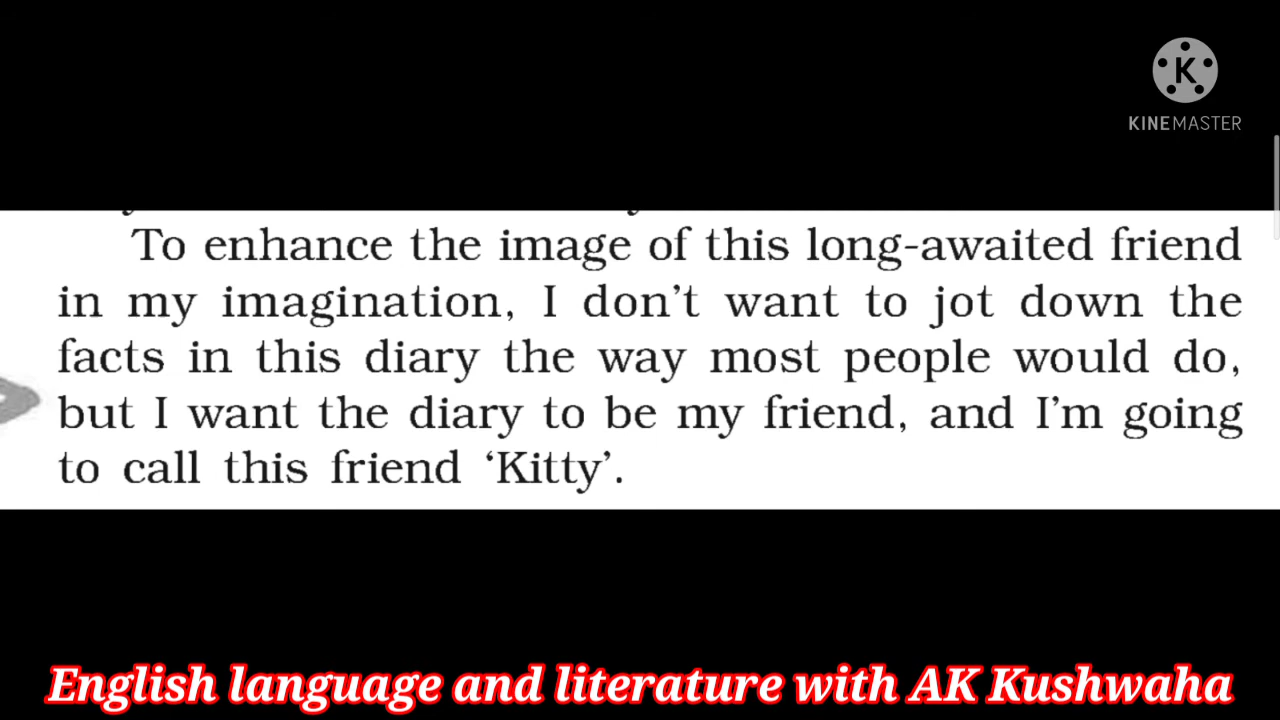 KINEMASTER
To enhance the image of this long-awaited friend
in my imagination, I don’t want to jot down the
facts in this diary the way most people would do,
but I want the diary to be my friend, and I’m going
to call this friend ‘Kitty’.
English language and literature with AK Kushwaha